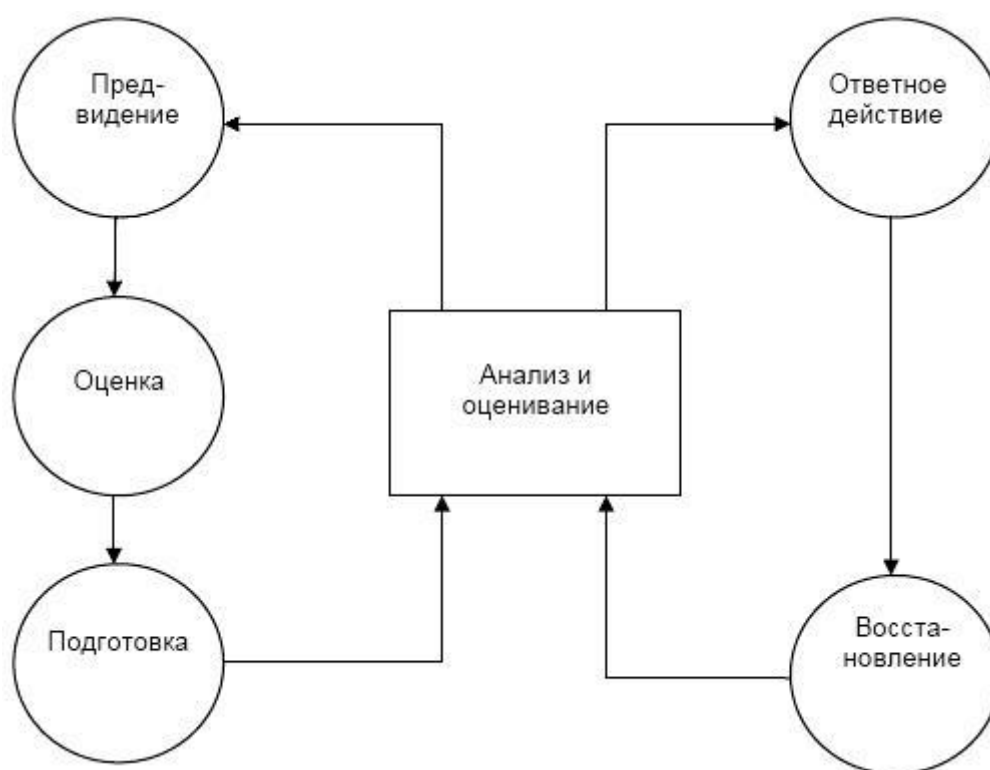 Пред-
видение
Ответное
действие
Оценка
Анализ и
оценивание
Подготовка
Восста-
новление